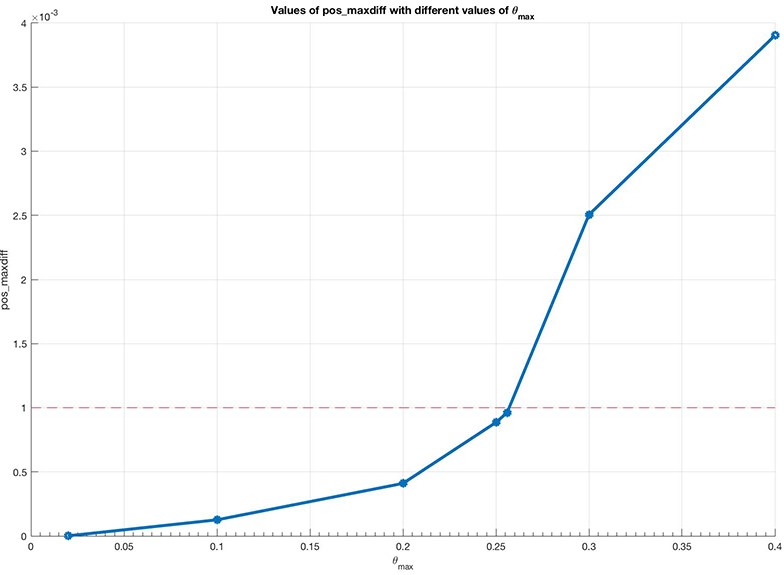 Values of pos_maxdiff with different values of θmax
×10-3
4
3.5
3
2.5
2
1.5
1
0.5
0
pos_maxdiff
0 0.05 0.1 0.15 0.2 0.25 0.3 0.35 0.4
θmax